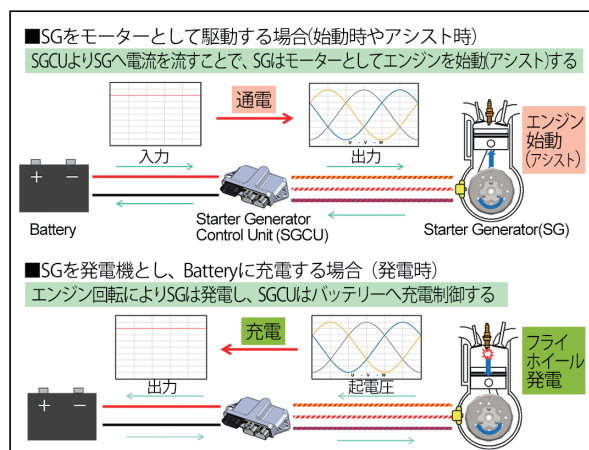 ■SGをモーターとして駆動する場合(始動時やアシスト時)
SGCUよりSGへ電流を流すことで、SGはモーターとしてエンジンを始動(アシスト)する
通電
U - V - W
入力
出力
エンジン
始動
(アシスト)
+ −
Battery
Starter Generator
Control Unit (SGCU)
Starter Generator(SG)
■SGを発電機とし、Batteryに充電する場合(発電時)
エンジン回転によりSGは発電し、SGCUはバッテリーへ充電制御する
充電
U - V - W
出力
起電圧
フライ
ホイール
発電
+ −